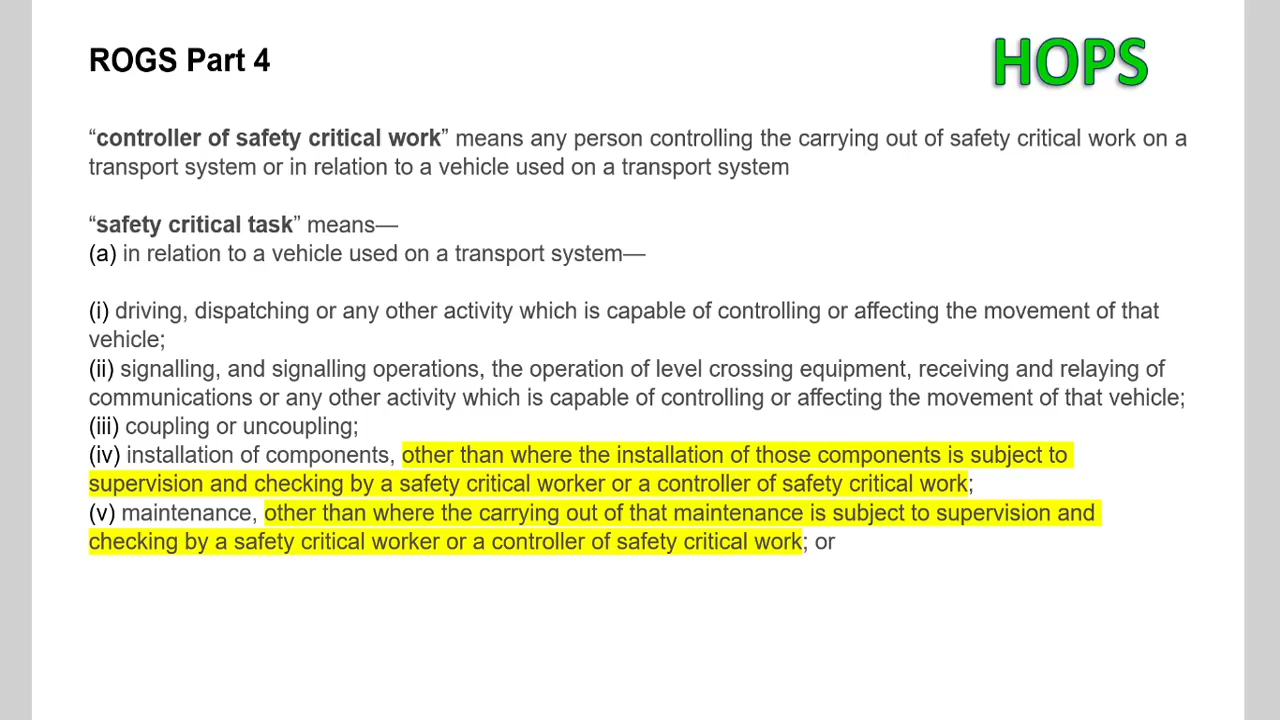 ROGS Part 4
HOPS
“controller of safety critical work” means any person controlling the carrying out of safety critical work on a
transport system or in relation to a vehicle used on a transport system
“safety critical task” means—
(a) in relation to a vehicle used on a transport system—
(i) driving, dispatching or any other activity which is capable of controlling or affecting the movement of that
vehicle;
(ii) signalling, and signalling operations, the operation of level crossing equipment, receiving and relaying of
communications or any other activity which is capable of controlling or affecting the movement of that vehicle;
(iii) coupling or uncoupling;
(iv) installation of components, other than where the installation of those components is subject to
supervision and checking by a safety critical worker or a controller of safety critical work;
(v) maintenance, other than where the carrying out of that maintenance is subject to supervision and
checking by a safety critical worker or a controller of safety critical work; or